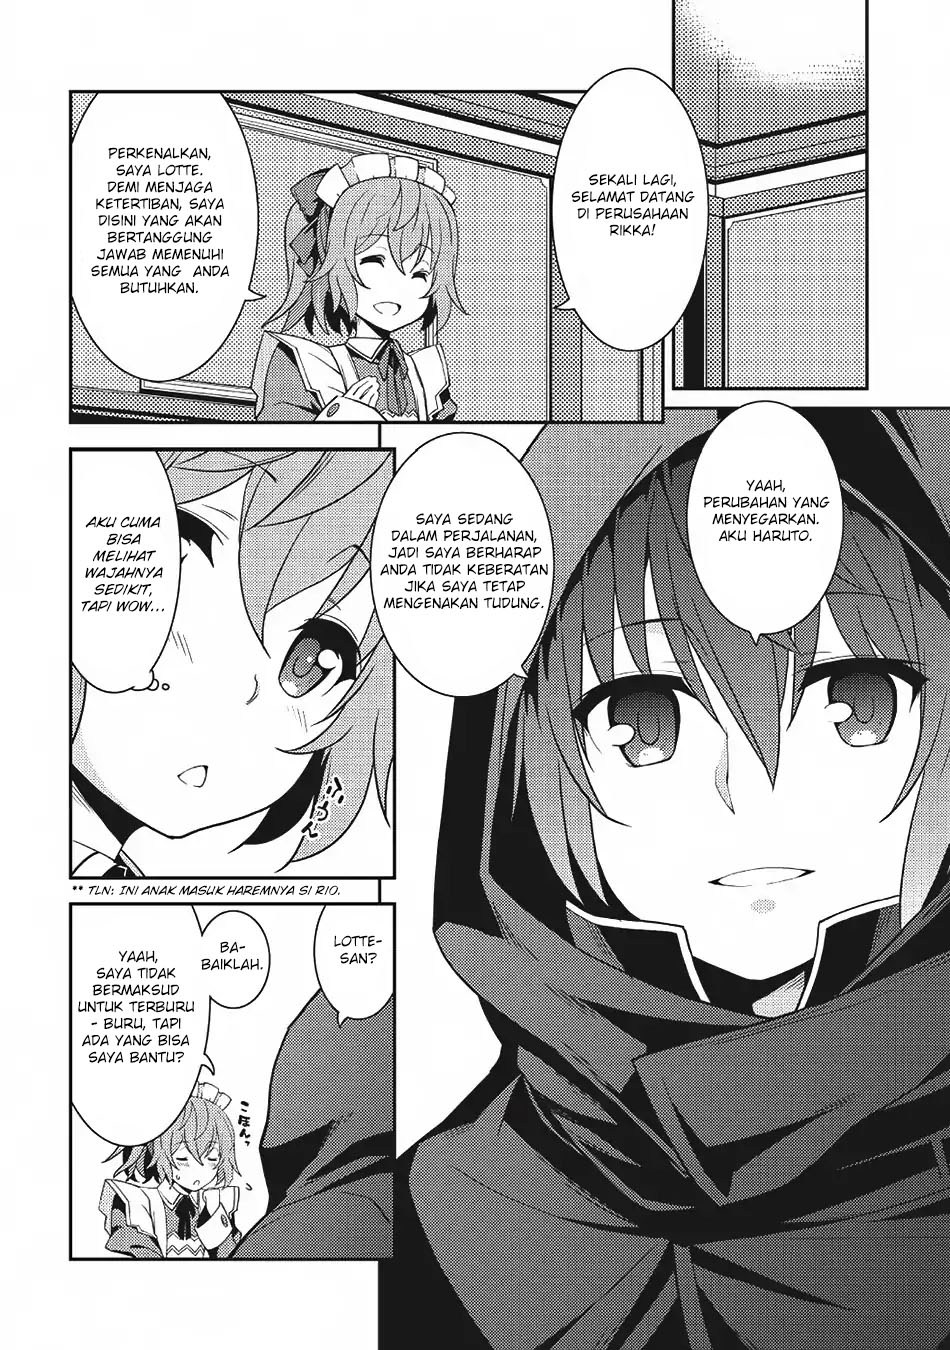 SEKALI LAGI,
SELAMAT DATANG
DI PERUSAHAAN
RIKKA!
PERKENALKAN,
SAYA LOTTE.
DEMI MENJAGA
KETERTIBAN, SAYA
DISINI YANG AKAN
BERTANGGUNG
JAWAB MEMENUHI
SEMUA YANG ANDA
BUTUHKAN.
YAAH,
PERUBAHAN YANG
MENYEGARKAN.
AKU HARUTO.
SAYA SEDANG
DALAM PERJALANAN,
JADI SAYA BERHARAP
ANDA TIDAK KEBERATAN
JIKA SAYA TETAP
MENGENAKAN TUDUNG.
AKU CUMA
BISA
MELIHAT
WAJAHNYA
SEDIKIT,
TAPI WOW...
** TLN: INI ANAK MASUK HAREMNYA SI RIO.
LOTTE-
SAN?
BA-
BAIKLAH.
YAAH,
SAYA TIDAK
BERMAKSUD
UNTUK TERBURU
- BURU, TAPI
ADA YANG BISA
SAYA BANTU?
こほんっ